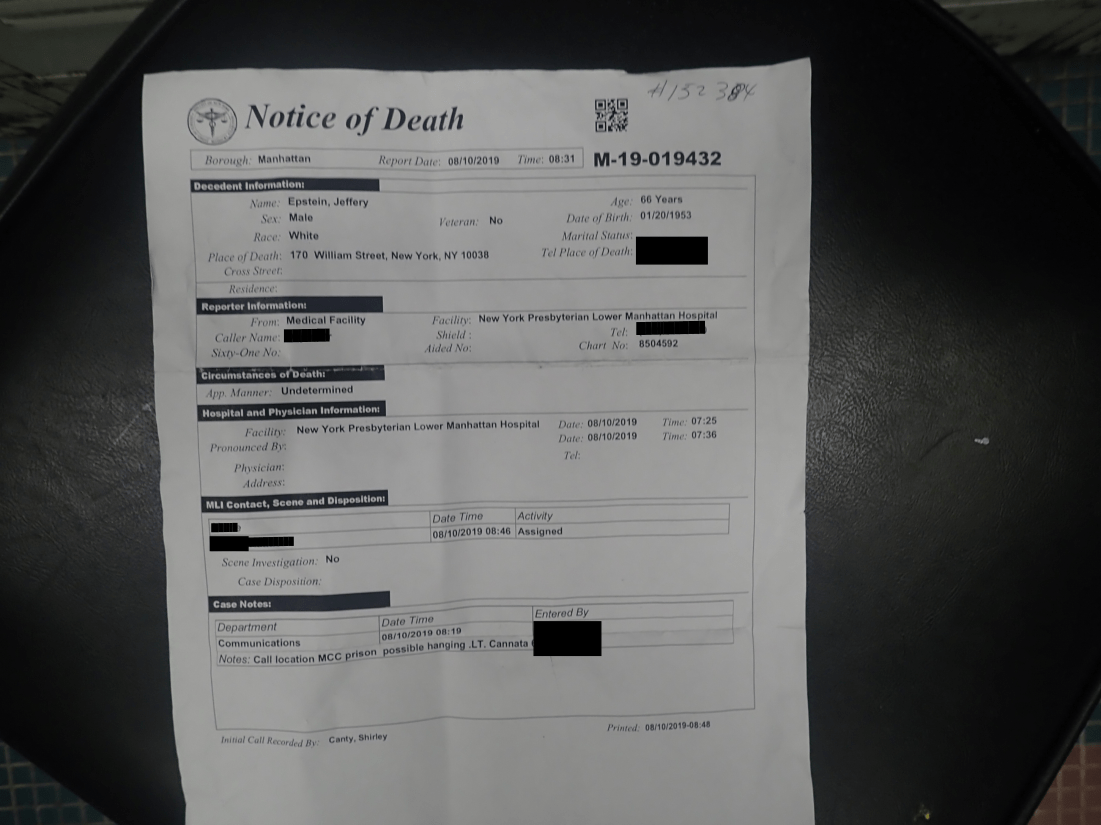 #152384
Notice of Death
Borough: Manhattan Report Date: 08/10/2019 Time: 08:31 M-19-019432
Decedent Information:
Name: Epstein, Jeffery Age: 66 Years
Sex: Male Veteran: No Date of Birth: 01/20/1953
Race: White Marital Status:
Place of Death: 170 William Street, New York, NY 10038 Tel Place of Death:
Cross Street:
Residence:
Reporter Information:
From: Medical Facility Facility: New York Presbyterian Lower Manhattan Hospital
Caller Name: Shield : Tel:
Sixty-One No: Aided No: Chart No: 8504592
Circumstances of Death:
App. Manner: Undetermined
Hospital and Physician Information:
Facility: New York Presbyterian Lower Manhattan Hospital Date: 08/10/2019 Time: 07:25
Pronounced By: Date: 08/10/2019 Time: 07:36
Physician: Tel:
Address:
MLI Contact, Scene and Disposition:
Date Time Activity
08/10/2019 08:46 Assigned
Scene Investigation: No
Case Disposition:
Case Notes:
Department Date Time Entered By
Communications 08/10/2019 08:19
Notes: Call location MCC prison possible hanging .LT. Cannata
Initial Call Recorded By: Canty, Shirley Printed: 08/10/2019-08:48